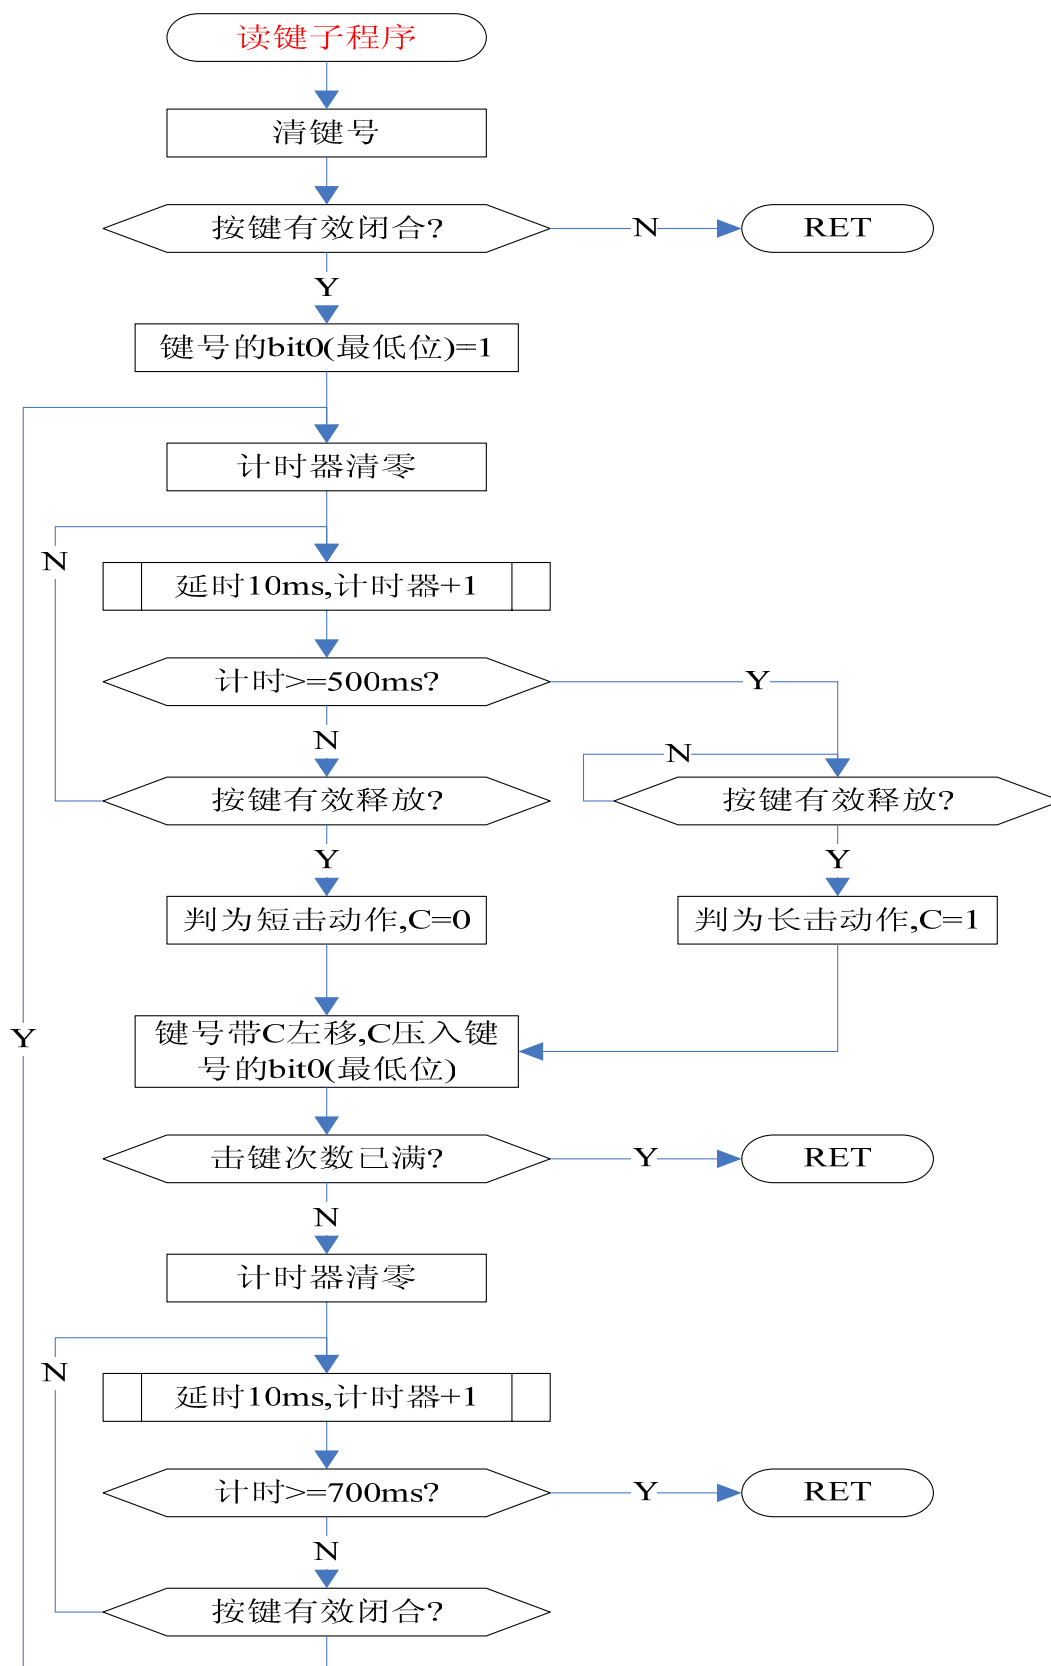 读键子程序
清键号
按键有效闭合?
N
RET
Y
键号的bit0(最低位)=1
计时器清零
N
延时10ms,计时器+1
计时>=500ms?
Y
N
N
按键有效释放?
按键有效释放?
Y
Y
判为短击动作,C=0
判为长击动作,C=1
Y
键号带C左移,C压入键
号的bit0(最低位)
击键次数已满?
Y
RET
N
计时器清零
N
延时10ms,计时器+1
计时>=700ms?
Y
RET
N
按键有效闭合?